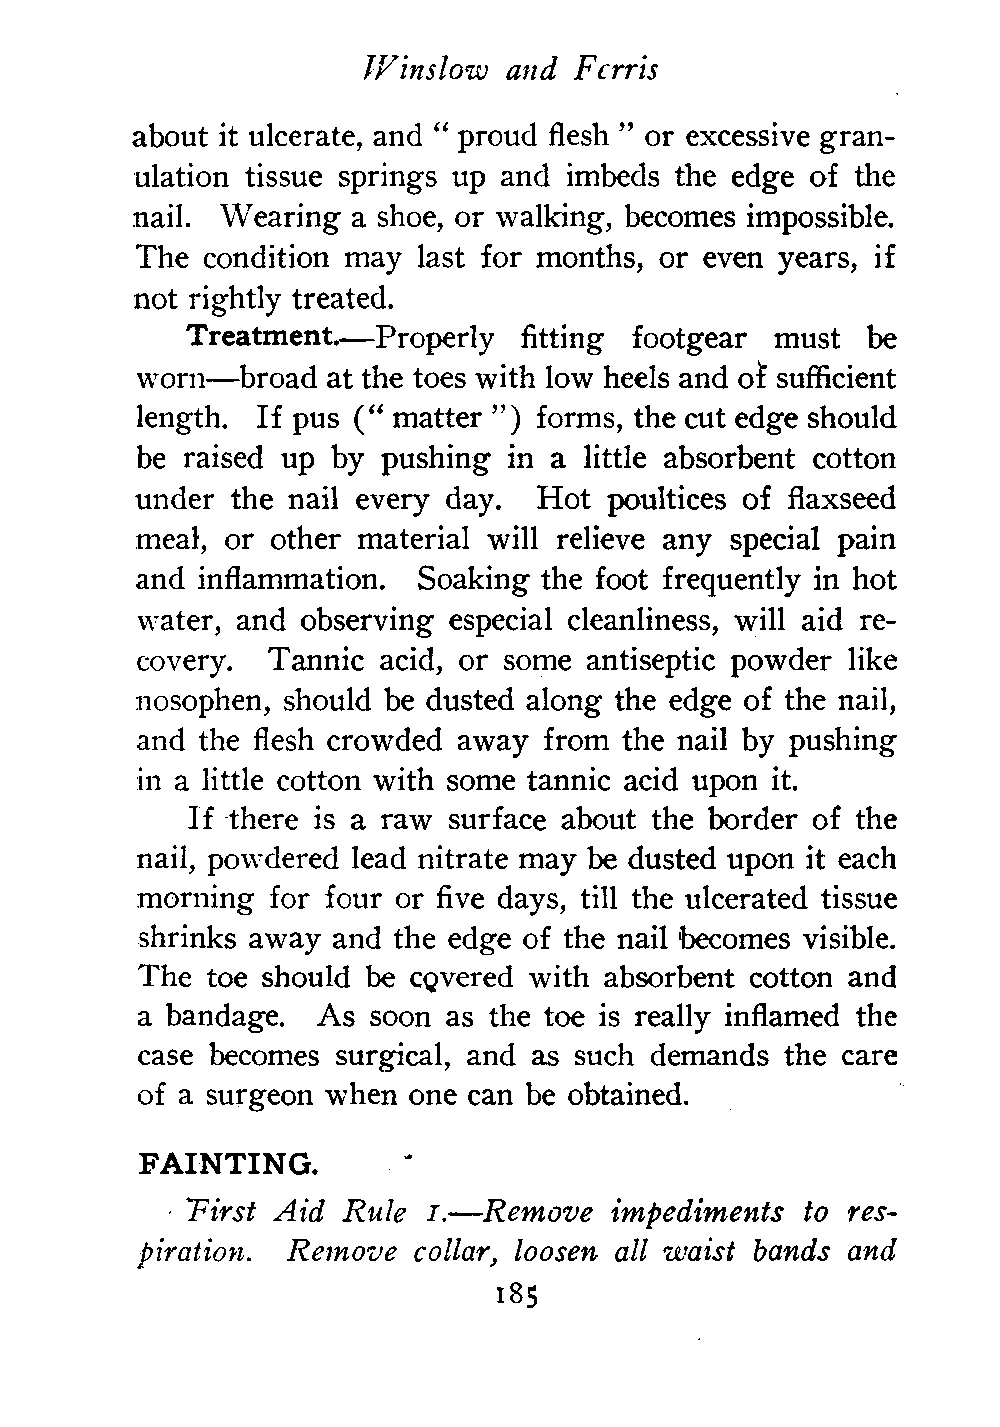 Winslow and Ferris
about it ulcerate, and “ proud flesh ” or excessive gran-
ulation tissue springs up and imbeds the edge of the
nail. Wearing a shoe, or walking, becomes impossible.
The condition may last for months, or even years, if
not rightly treated.
Treatment.—Properly fitting footgear must be
worn—broad at the toes with low heels and of sufficient
length. If pus (“ matter ”) forms, the cut edge should
be raised up by pushing in a little absorbent cotton
under the nail every day. Hot poultices of flaxseed
meal, or other material will relieve any special pain
and inflammation. Soaking the foot frequently in hot
water, and observing especial cleanliness, will aid re-
covery. Tannic acid, or some antiseptic powder like
nosophen, should be dusted along the edge of the nail,
and the flesh crowded away from the nail by pushing
in a little cotton with some tannic acid upon it.
If there is a raw surface about the border of the
nail, powdered lead nitrate may be dusted upon it each
morning for four or five days, till the ulcerated tissue
shrinks away and the edge of the nail becomes visible.
The toe should be covered with absorbent cotton and
a bandage. As soon as the toe is really inflamed the
case becomes surgical, and as such demands the care
of a surgeon when one can be obtained.
FAINTING.
First Aid Rule 1.—Remove impediments to res-
piration. Remove collar, loosen all waist bands and
185